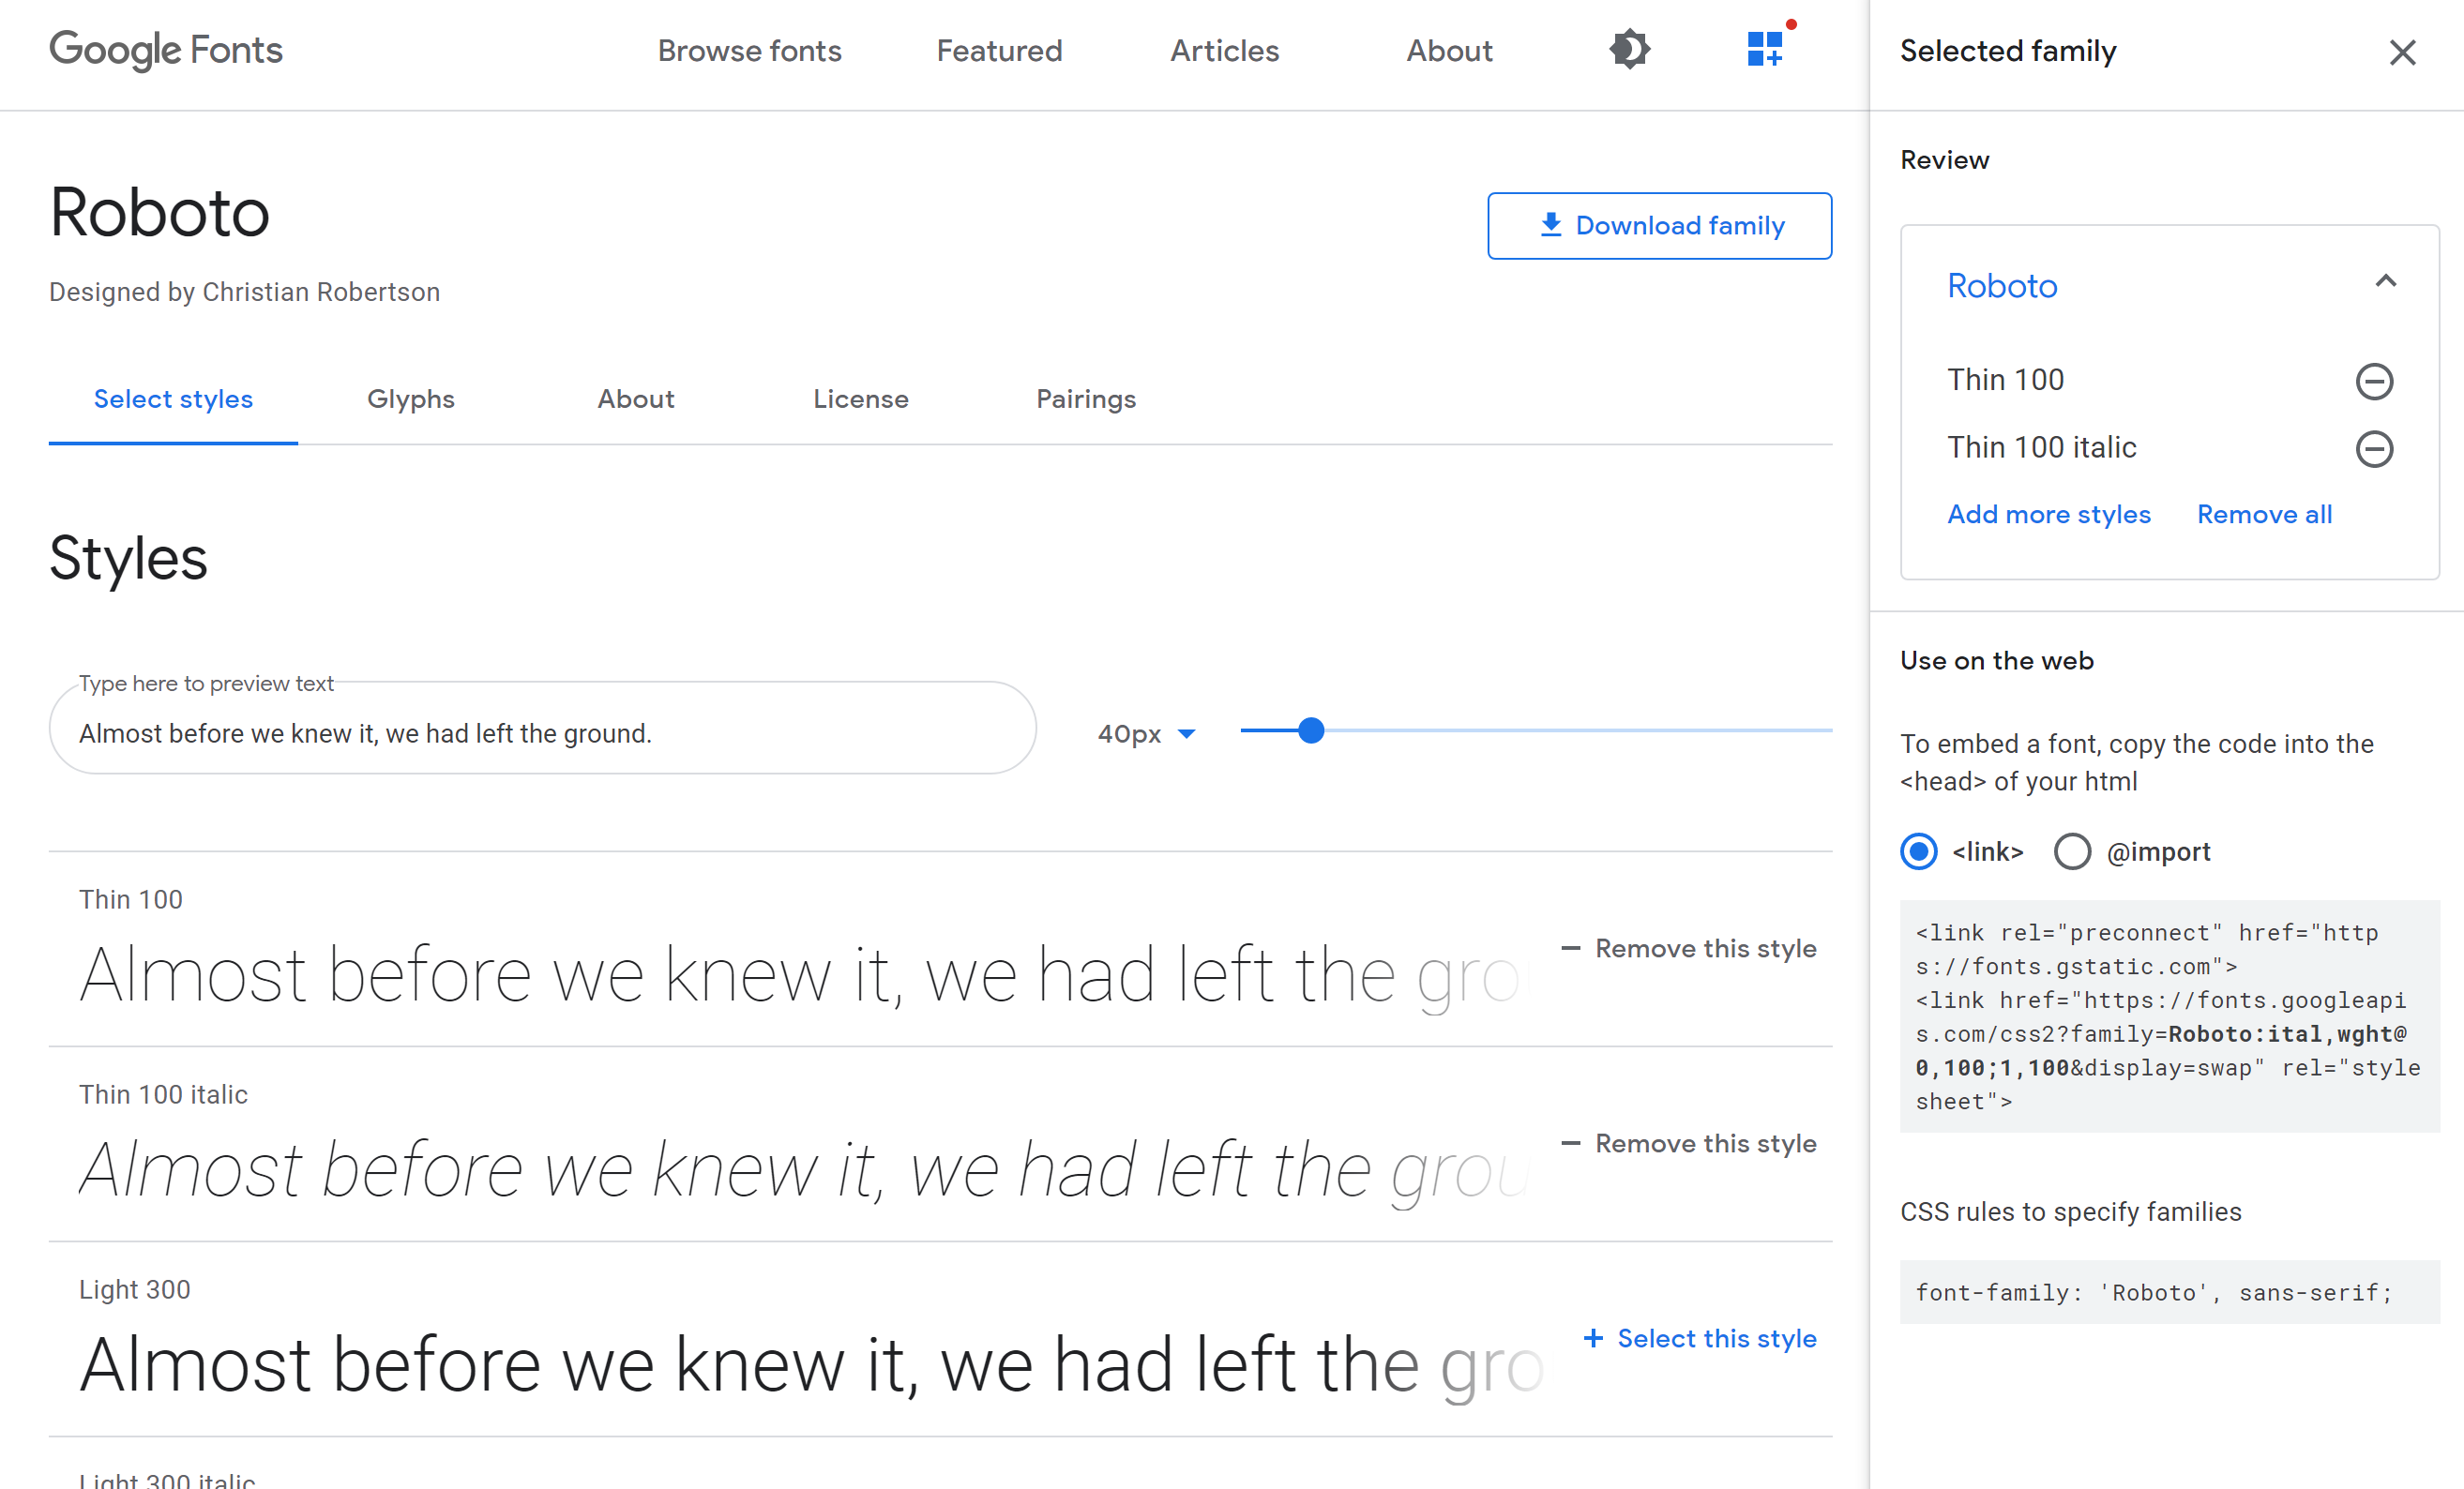 Google Fonts
Browse fonts
Featured
Articles
About
Roboto
Designed by Christian Robertson
Download family
Select styles
Glyphs
About
License
Pairings
Styles
Type here to preview text
Almost before we knew it, we had left the ground.
40px
Thin 100
Almost before we knew it, we had left the gro
Remove this style
Thin 100 italic
Almost before we knew it, we had left the grou
Remove this style
Light 300
Almost before we knew it, we had left the gro
Select this style
Light 300 italic
Selected family
Review
Roboto
Thin 100
Thin 100 italic
Add more styles
Remove all
Use on the web
To embed a font, copy the code into the
<head> of your html
<link>
@import
<link rel="preconnect" href="http
s://fonts.gstatic.com">
<link href="https://fonts.googleapi
s.com/css2?family=Roboto:ital,wght@
0,100;1,100&display=swap" rel="style
sheet">
CSS rules to specify families
font-family: 'Roboto', sans-serif;